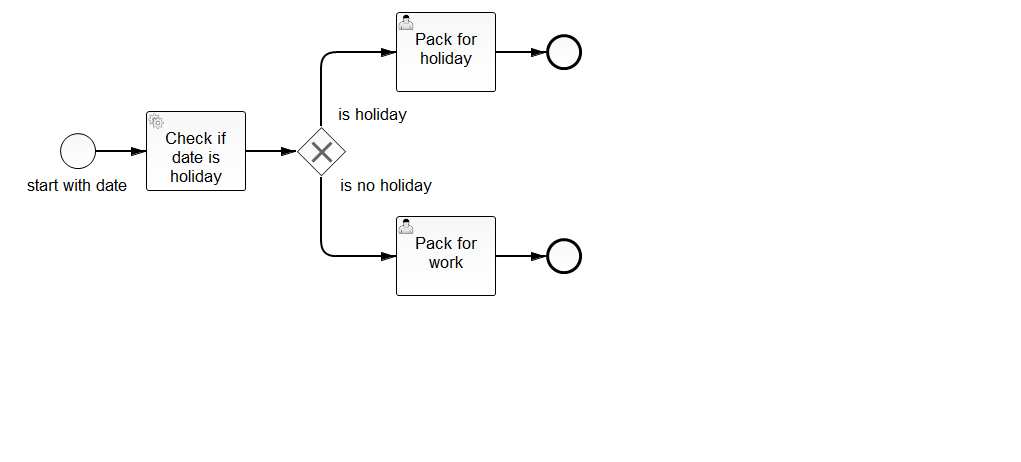 Pack for
holiday
is holiday
Check if
date is
holiday
start with date
is no holiday
Pack for
work